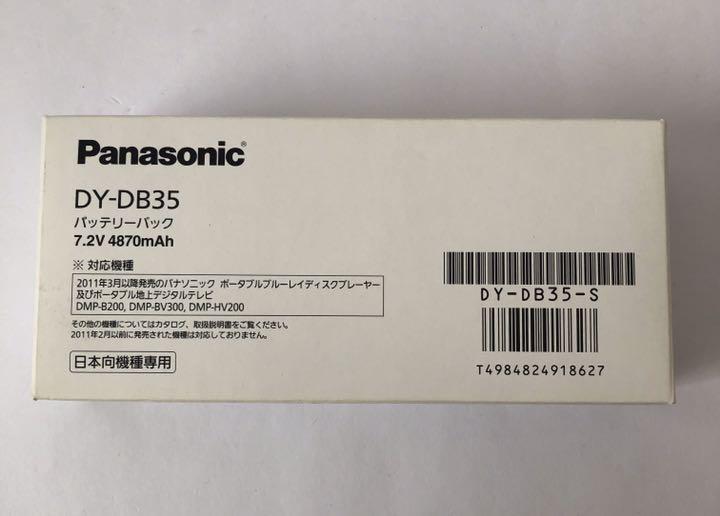 Panasonic®
DY-DB35
バッテリーパック
7.2V 4870mAh
※ 対応機種
2011年3月以降発売のパナソニック ポータブルブルーレイディスクプレーヤー
及びポータブル地上デジタルテレビ
DMP-B200, DMP-BV300, DMP-HV200
その他の機種についてはカタログ、取扱説明書をご覧ください。
2011年2月以前に発売された機種は対応しておりません。
日本向機種専用
DY-DB35-S
T4984824918627